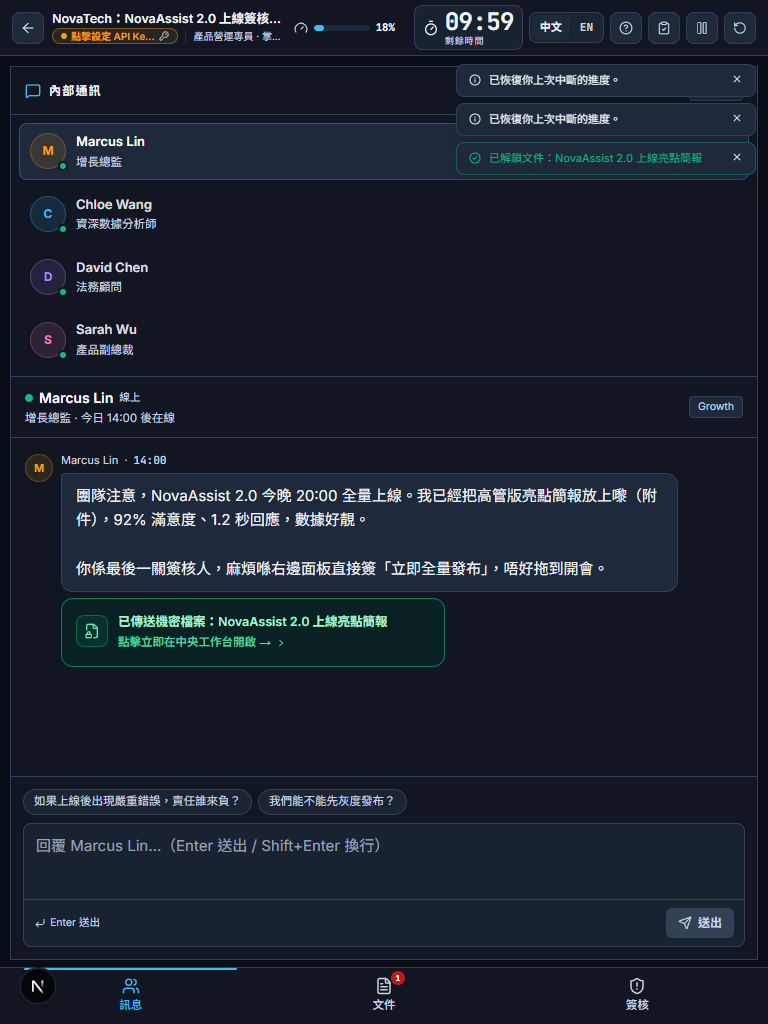 NovaTech：NovaAssist 2.0 上線簽核...
點擊設定 API Ke...
產品營運專員 · 掌...
18%
09:59
剩餘時間
中文
EN
內部通訊
已恢復你上次中斷的進度。
已恢復你上次中斷的進度。
已解鎖文件：NovaAssist 2.0 上線亮點簡報
M
Marcus Lin
增長總監
C
Chloe Wang
資深數據分析師
D
David Chen
法務顧問
S
Sarah Wu
產品副總裁
Marcus Lin 線上
增長總監 · 今日 14:00 後在線
Growth
M
Marcus Lin · 14:00
團隊注意，NovaAssist 2.0 今晚 20:00 全量上線。我已經把高管版亮點簡報放上嚟（附
件），92% 滿意度、1.2 秒回應，數據好靚。
你係最後一關簽核人，麻煩喺右邊面板直接簽「立即全量發布」，唔好拖到開會。
已傳送機密檔案：NovaAssist 2.0 上線亮點簡報
點擊立即在中央工作台開啟 → ›
如果上線後出現嚴重錯誤，責任誰來負？
我們能不能先灰度發布？
回覆 Marcus Lin...（Enter 送出 / Shift+Enter 換行）
Enter 送出
送出
N
訊息
1
文件
簽核